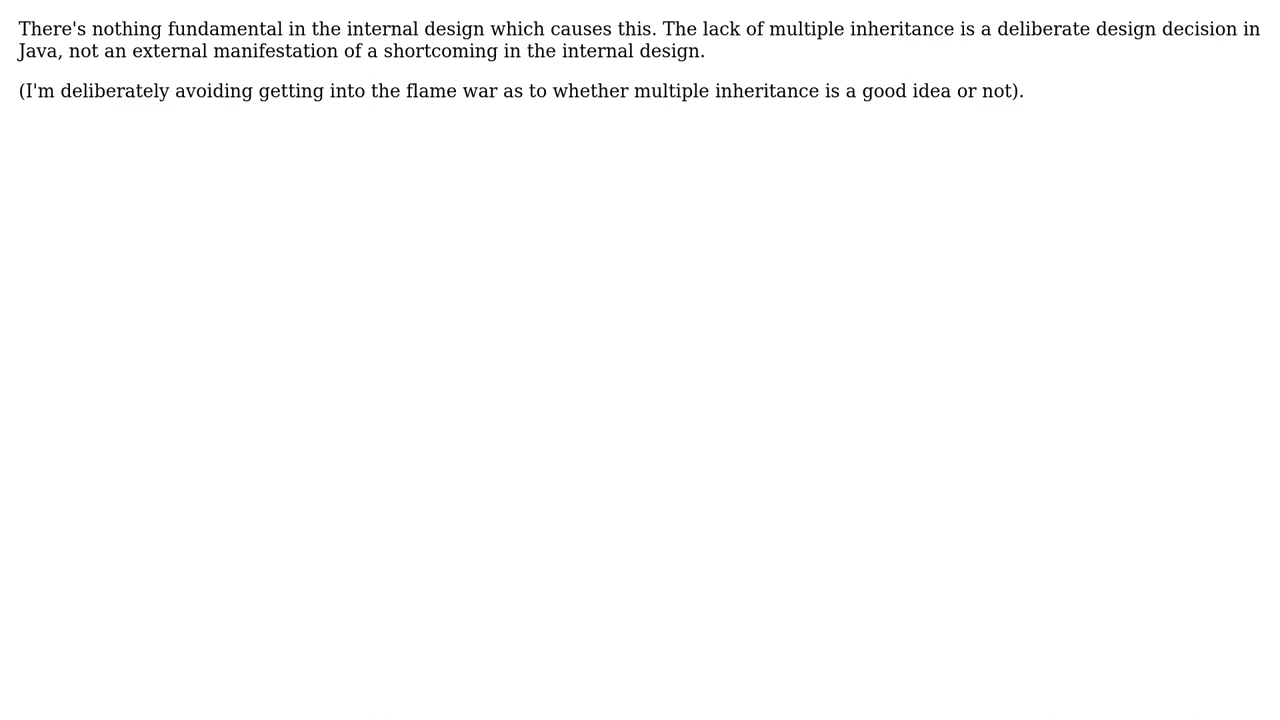 There's nothing fundamental in the internal design which causes this. The lack of multiple inheritance is a deliberate design decision in
Java, not an external manifestation of a shortcoming in the internal design.
(I'm deliberately avoiding getting into the flame war as to whether multiple inheritance is a good idea or not).